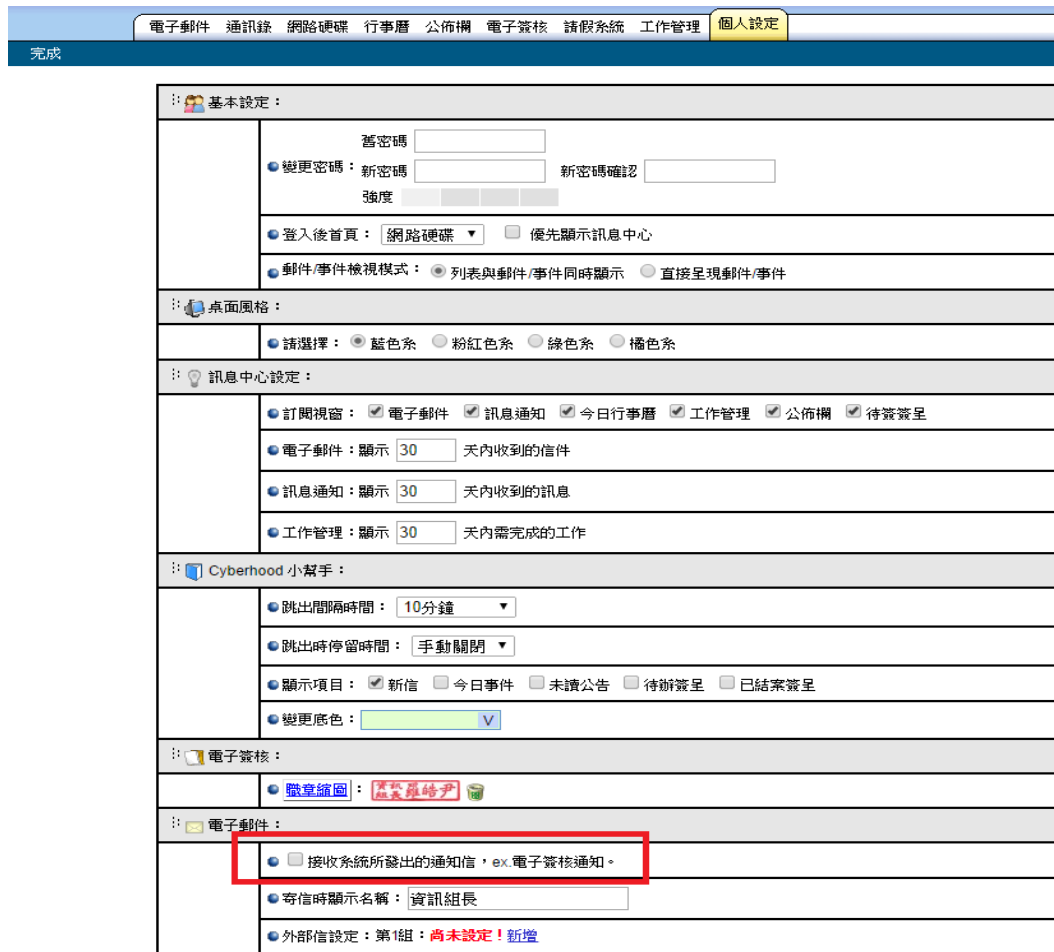 電子郵件 通訊錄 網路硬碟 行事曆 公佈欄 電子簽核 請假系統 工作管理 個人設定
完成
基本設定：
舊密碼
變更密碼： 新密碼 新密碼確認
強度
登入後首頁： 網路硬碟 ▼ 優先顯示訊息中心
郵件/事件檢視模式： 列表與郵件/事件同時顯示 直接呈現郵件/事件
桌面風格：
請選擇： 藍色系 粉紅色系 綠色系 橘色系
訊息中心設定：
訂閱視窗： 電子郵件 訊息通知 今日行事曆 工作管理 公佈欄 待簽簽呈
電子郵件：顯示 30 天內收到的信件
訊息通知：顯示 30 天內收到的訊息
工作管理：顯示 30 天內需完成的工作
Cyberhood 小幫手：
跳出間隔時間： 10分鐘 ▼
跳出時停留時間： 手動關閉 ▼
顯示項目： 新信 今日事件 未讀公告 待辦簽呈 已結案簽呈
變更底色： V
電子簽核：
職章縮圖： 資訊組長 羅皓尹
電子郵件：
接收系統所發出的通知信，ex.電子簽核通知。
寄信時顯示名稱： 資訊組長
外部信設定：第1組：尚未設定！新增